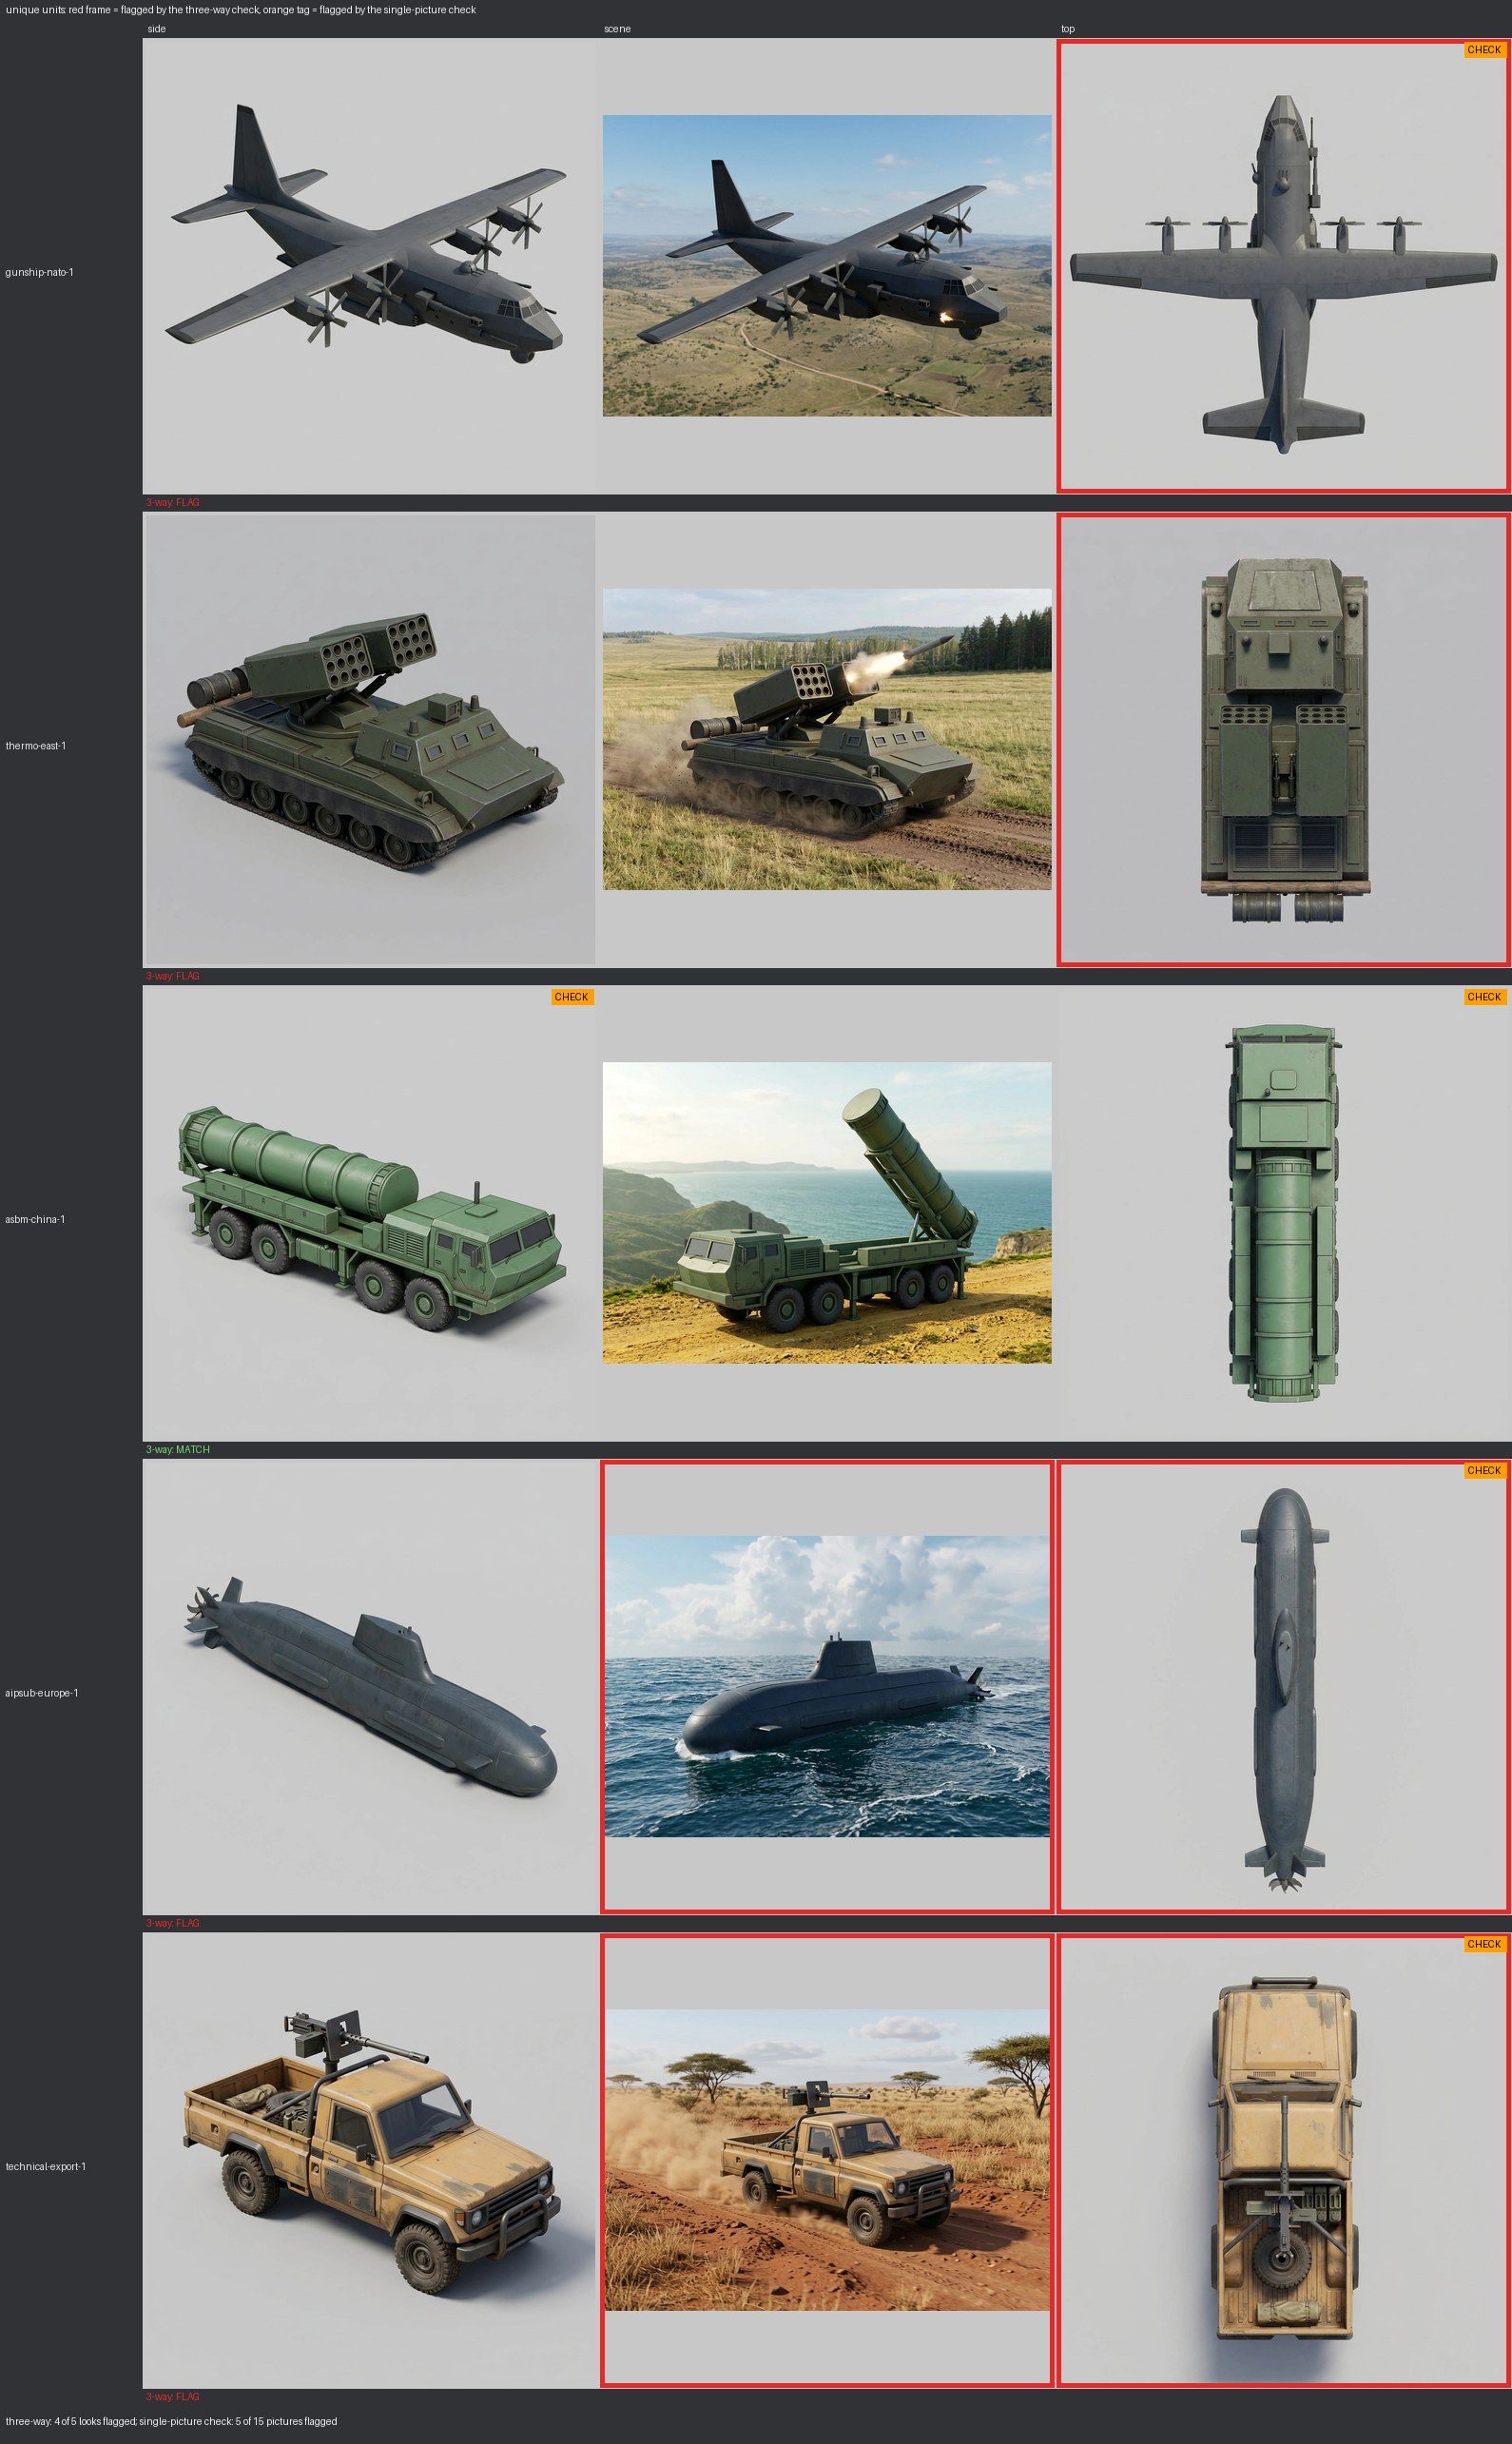 unique units: red frame = flagged by the three-way check, orange tag = flagged by the single-picture check
side scene top
CHECK
gunship-nato-1
3-way: FLAG
thermo-east-1
3-way: FLAG
CHECK CHECK
asbm-china-1
3-way: MATCH
CHECK
aipsub-europe-1
3-way: FLAG
CHECK
technical-export-1
3-way: FLAG
three-way: 4 of 5 looks flagged; single-picture check: 5 of 15 pictures flagged